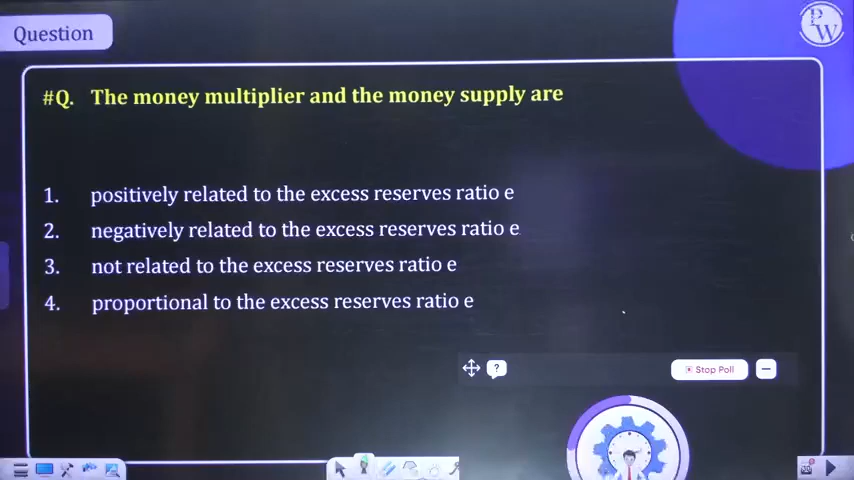 Question
PW
#Q. The money multiplier and the money supply are
1. positively related to the excess reserves ratio e
2. negatively related to the excess reserves ratio e
3. not related to the excess reserves ratio e
4. proportional to the excess reserves ratio e
?
Stop Poll